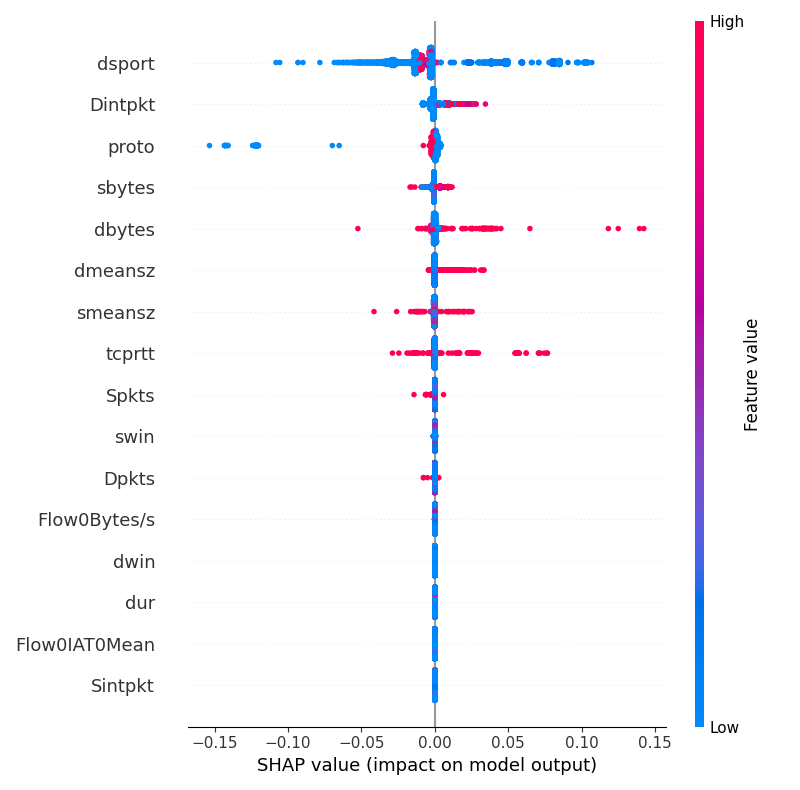 High
dsport
Dintpkt
proto
sbytes
dbytes
dmeansz
smeansz
tcprtt
Spkts
swin
Dpkts
Flow0Bytes/s
dwin
dur
Flow0IAT0Mean
Sintpkt
Feature value
Low
−0.15 −0.10 −0.05 0.00 0.05 0.10 0.15
SHAP value (impact on model output)